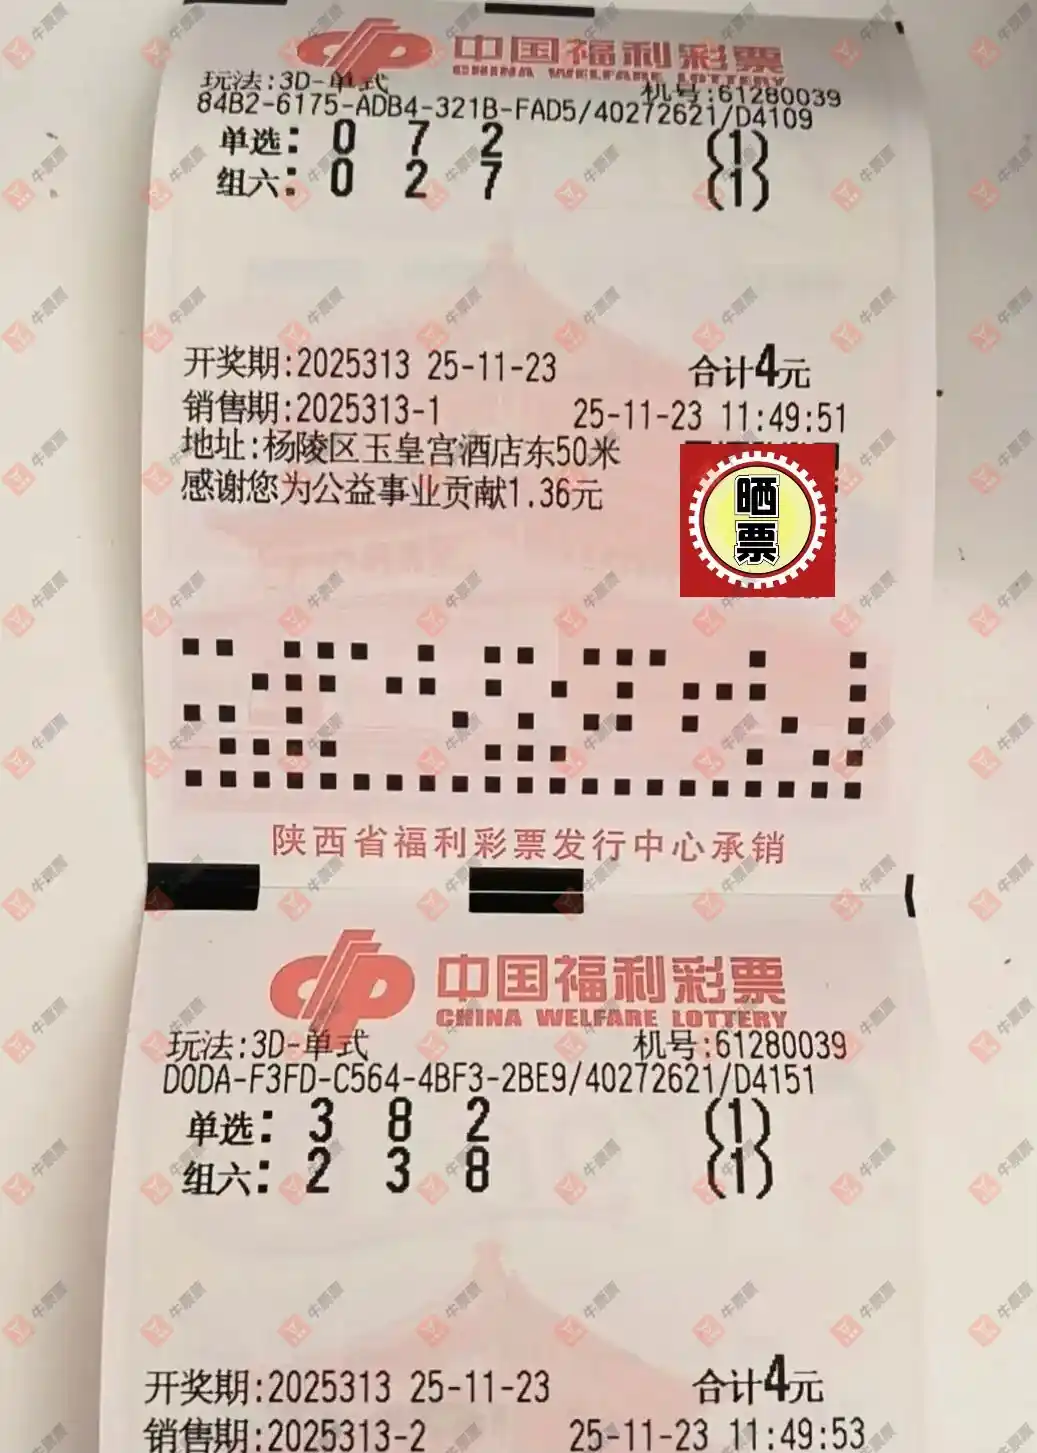 中国福利彩票
CHINA WELFARE LOTTERY
玩法:3D-单式 机号:61280039
84B2-6175-ADB4-321B-FAD5/40272621/D4109
单选: 0 7 2 (1)
组六: 0 2 7 (1)
开奖期:2025313 25-11-23 合计4元
销售期:2025313-1 25-11-23 11:49:51
地址:杨陵区玉皇宫酒店东50米
感谢您为公益事业贡献1.36元
晒票
陕西省福利彩票发行中心承销
中国福利彩票
CHINA WELFARE LOTTERY
玩法:3D-单式 机号:61280039
D0DA-F3FD-C564-4BF3-2BE9/40272621/D4151
单选: 3 8 2 (1)
组六: 2 3 8 (1)
开奖期:2025313 25-11-23 合计4元
销售期:2025313-2 25-11-23 11:49:53